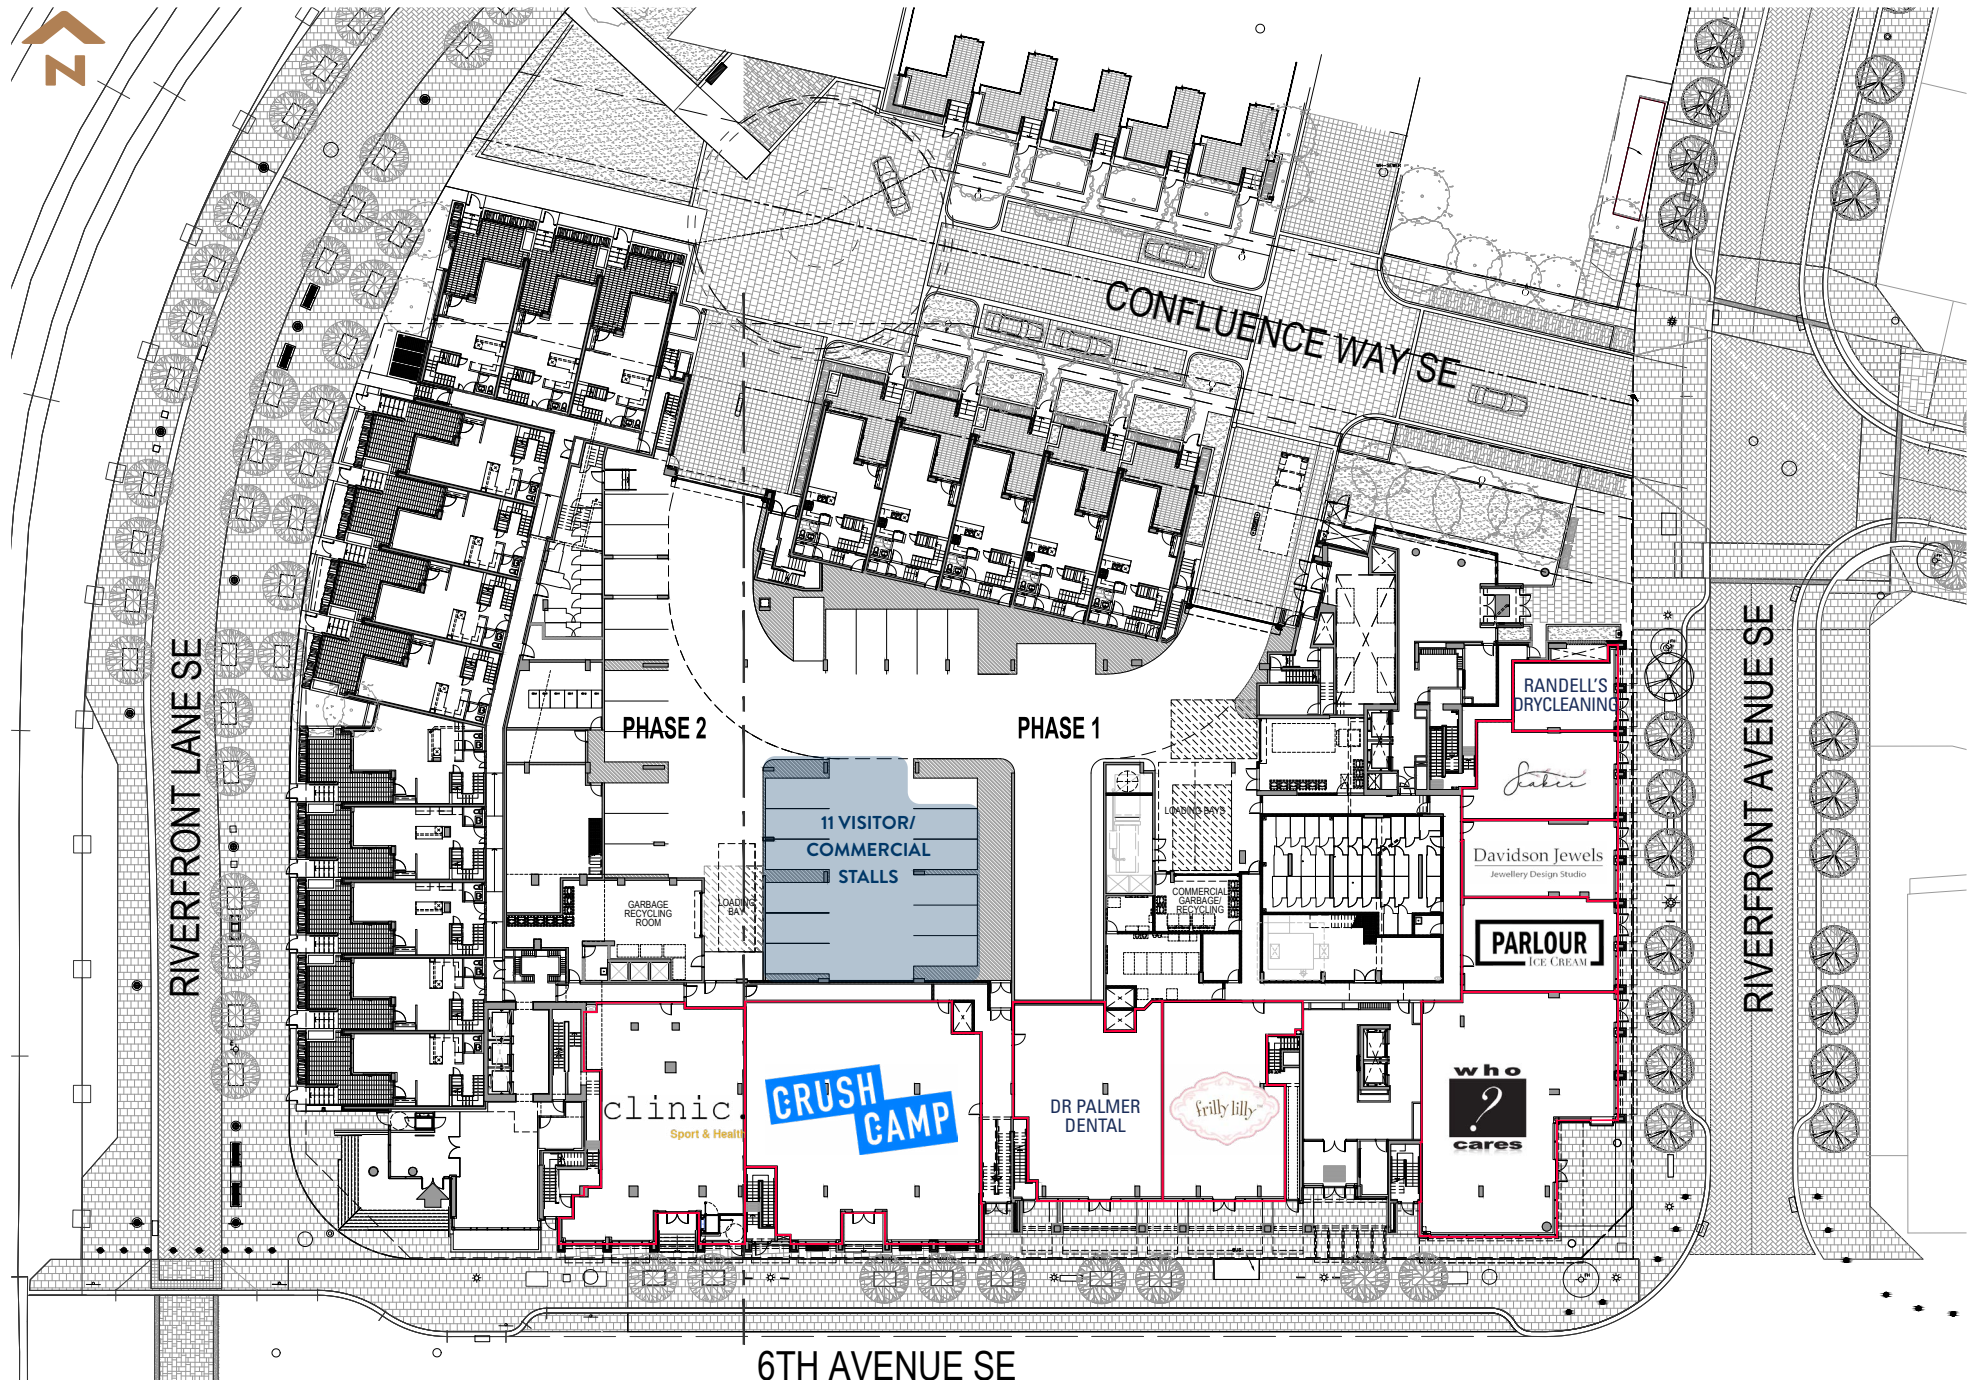 N
CONFLUENCE WAY SE
RIVERFRONT LANE SE
RIVERFRONT AVENUE SE
PHASE 2
PHASE 1
RANDELL'S
DRYCLEANING
11 VISITOR/
COMMERCIAL
STALLS
LOADING BAYS
Davidson Jewels
Jewellery Design Studio
GARBAGE
RECYCLING
ROOM
LOADING
BAY
COMMERCIAL
GARBAGE/
RECYCLING
PARLOUR
ICE CREAM
clinic.
Sport & Health
CRUSH
CAMP
DR PALMER
DENTAL
frilly lilly
who
?
cares
6TH AVENUE SE